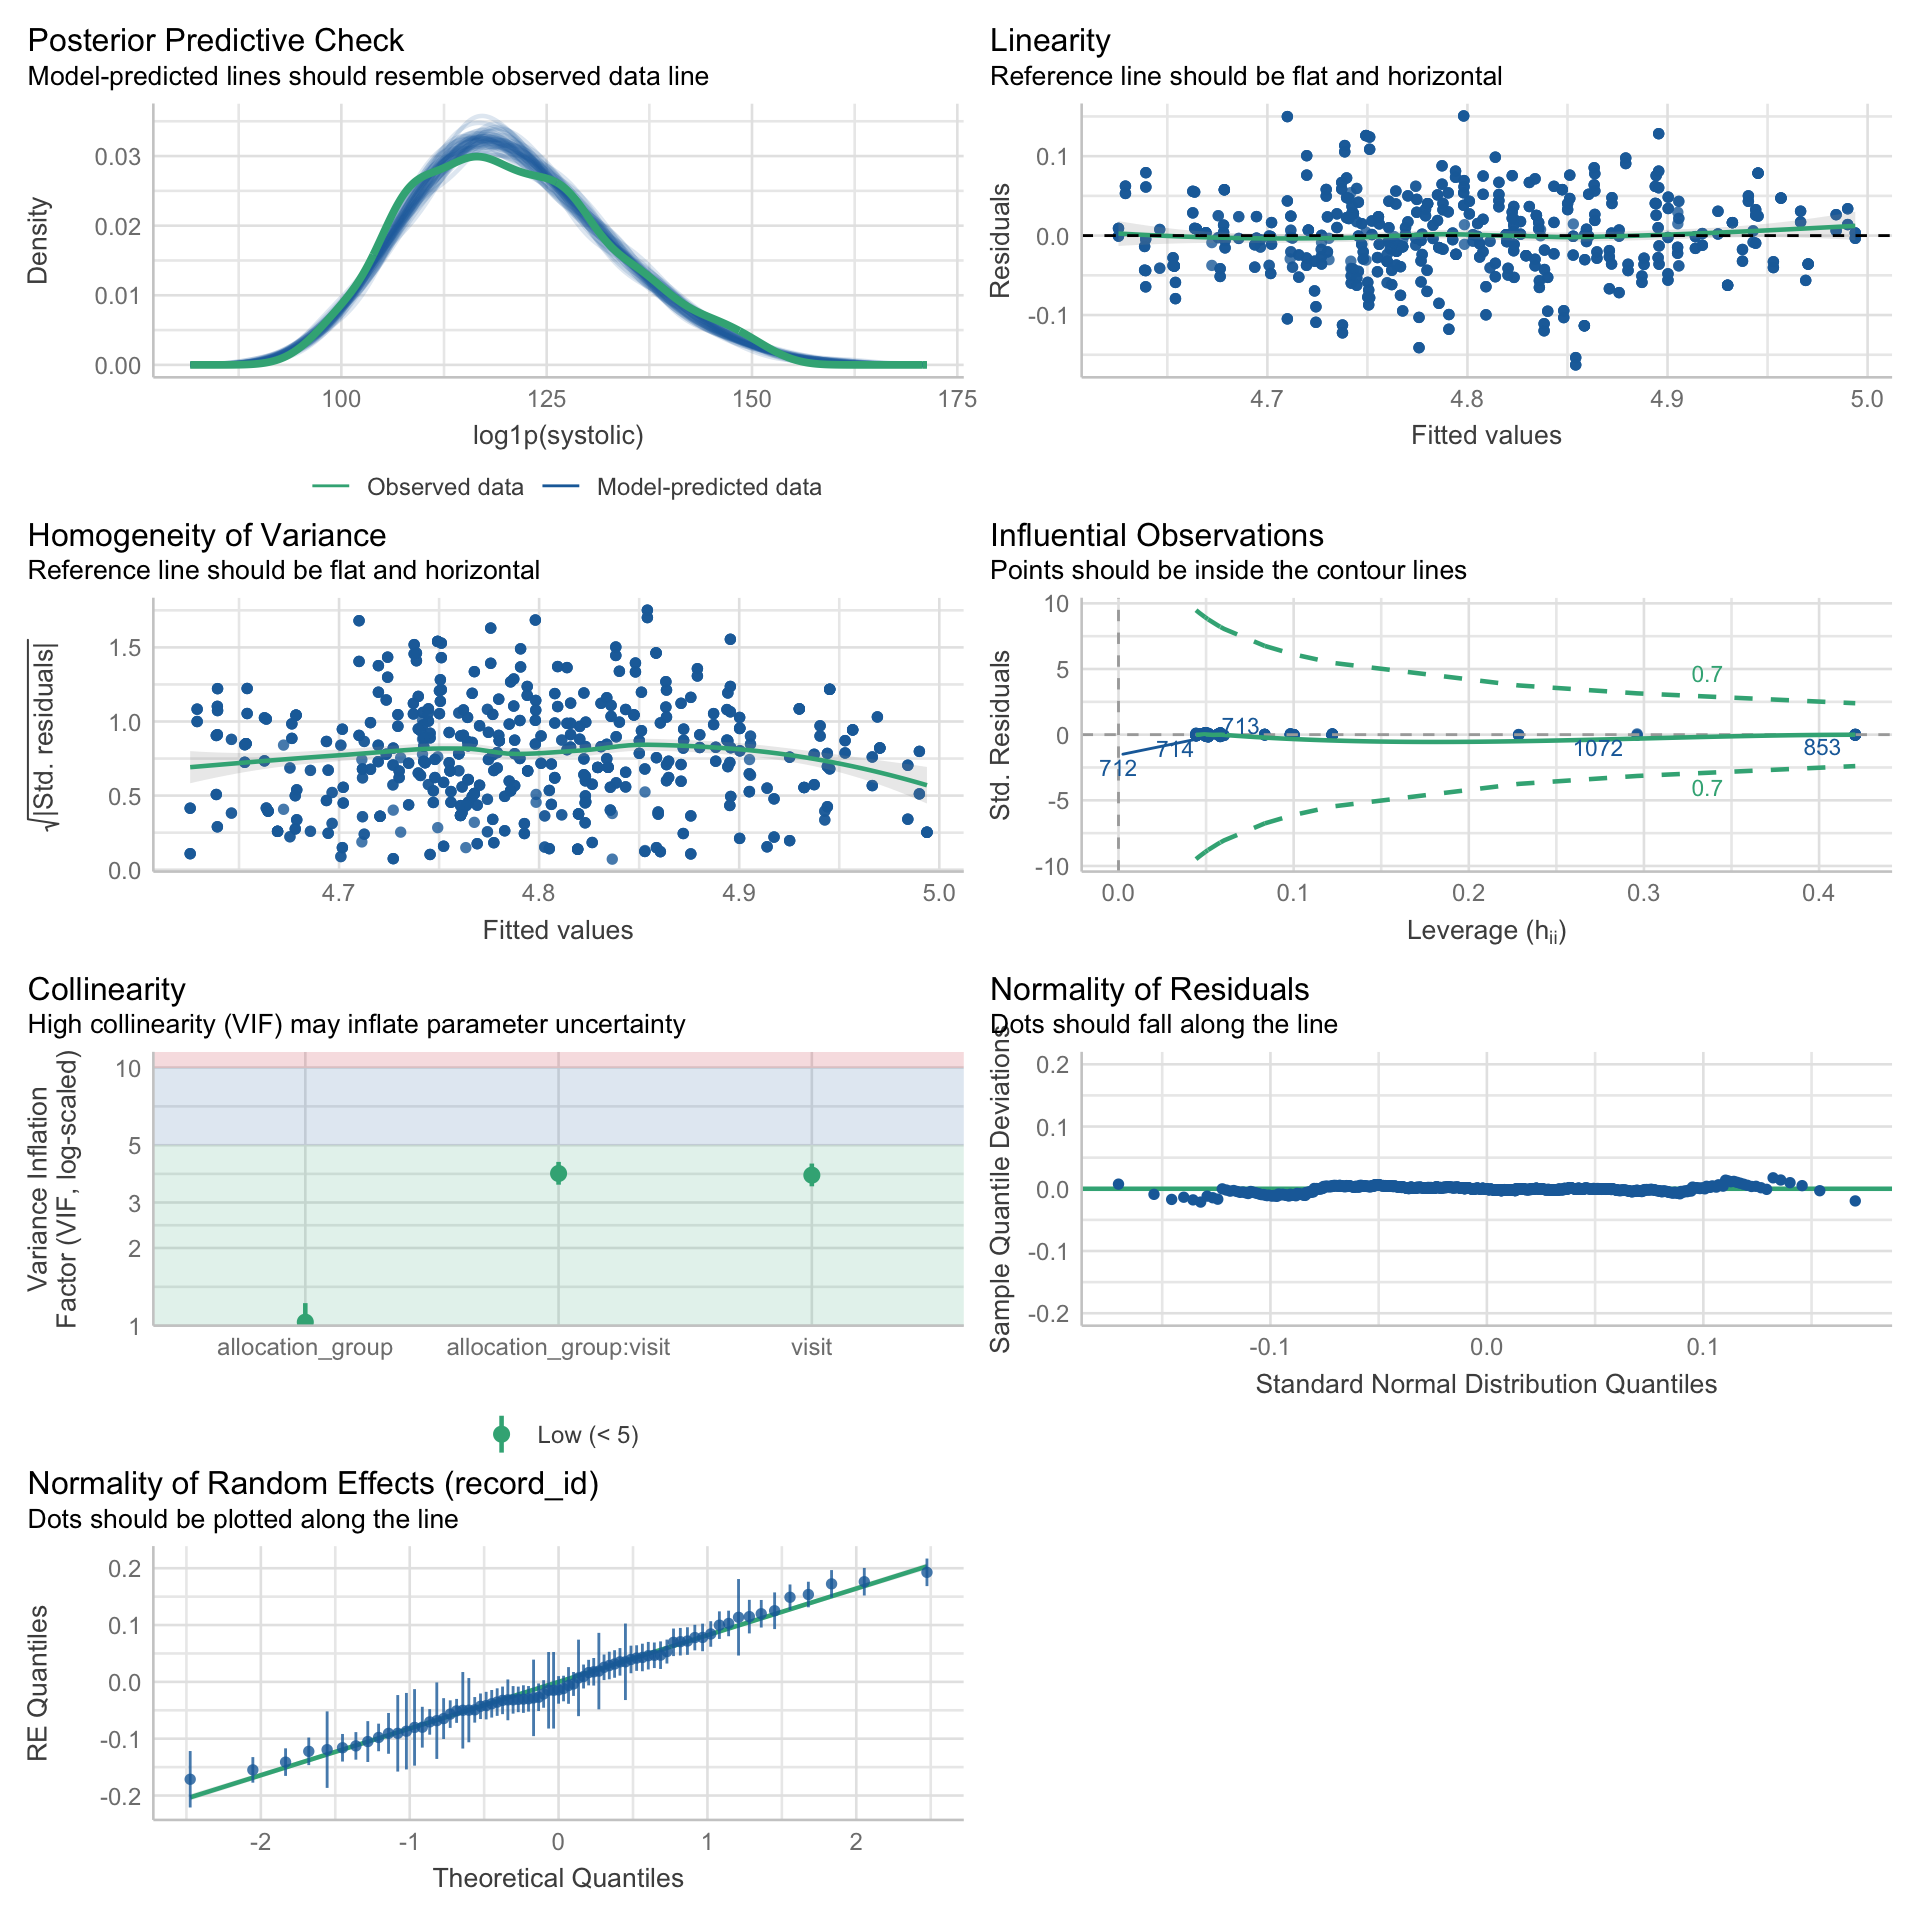 Posterior Predictive Check
Model-predicted lines should resemble observed data line
Density
0.03
0.02
0.01
0.00
100
125
150
175
log1p(systolic)
Observed data
Model-predicted data
Linearity
Reference line should be flat and horizontal
Residuals
0.1
0.0
-0.1
4.7
4.8
4.9
5.0
Fitted values
Homogeneity of Variance
Reference line should be flat and horizontal
√|Std. residuals|
1.5
1.0
0.5
0.0
4.7
4.8
4.9
5.0
Fitted values
Influential Observations
Points should be inside the contour lines
Std. Residuals
10
5
0
-5
-10
0.7
713
714
712
1072
853
0.7
0.0
0.1
0.2
0.3
0.4
Leverage (hii)
Collinearity
High collinearity (VIF) may inflate parameter uncertainty
Variance Inflation
Factor (VIF, log-scaled)
10
5
3
2
1
allocation_group
allocation_group:visit
visit
Low (< 5)
Normality of Residuals
Dots should fall along the line
Sample Quantile Deviations
0.2
0.1
0.0
-0.1
-0.2
-0.1
0.0
0.1
Standard Normal Distribution Quantiles
Normality of Random Effects (record_id)
Dots should be plotted along the line
RE Quantiles
0.2
0.1
0.0
-0.1
-0.2
-2
-1
0
1
2
Theoretical Quantiles